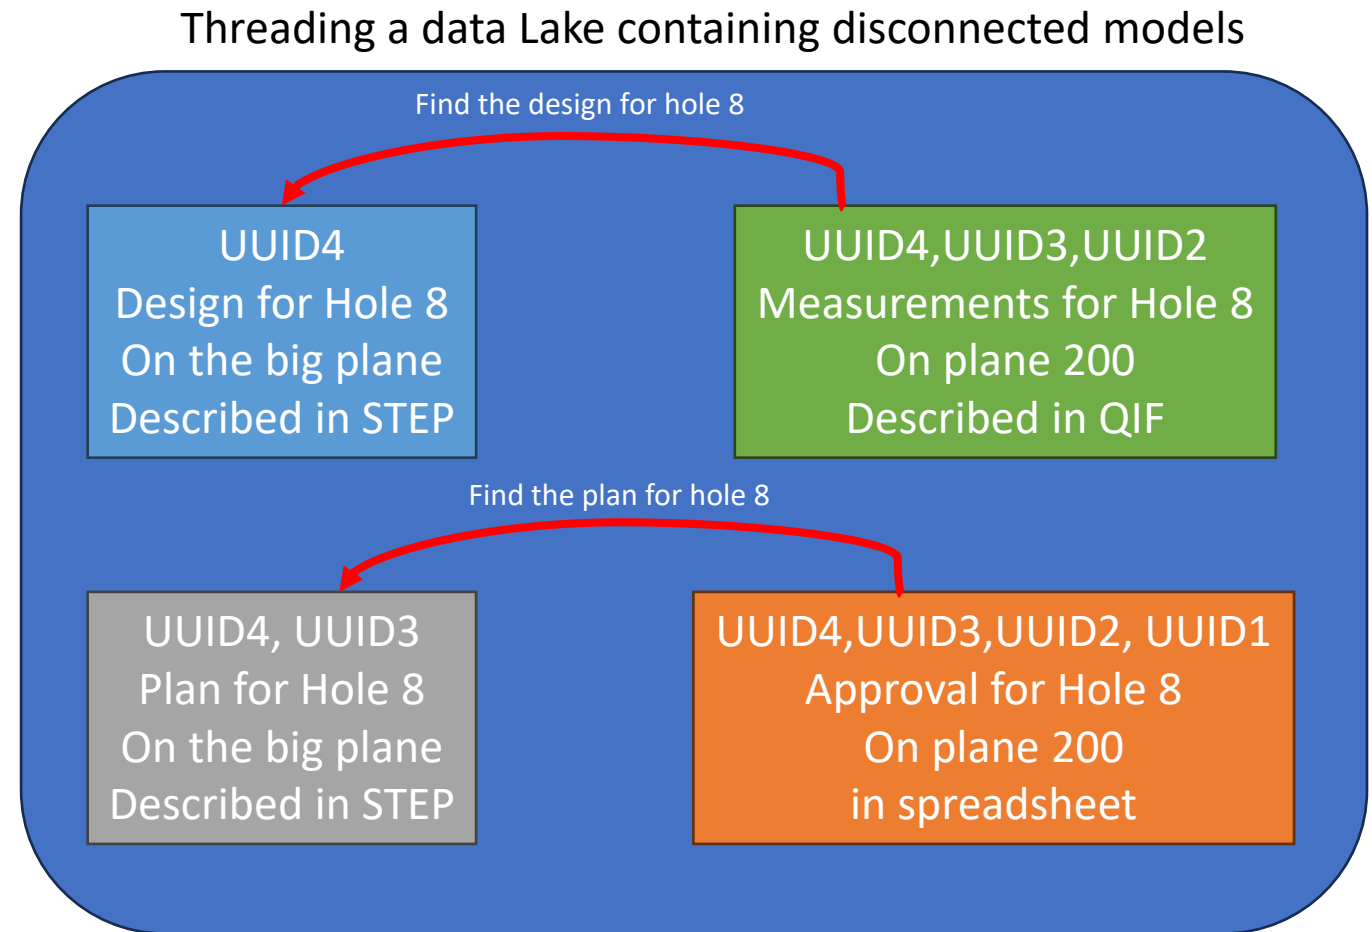 Threading a data Lake containing disconnected models
Find the design for hole 8
UUID4
Design for Hole 8
On the big plane
Described in STEP
UUID4,UUID3,UUID2
Measurements for Hole 8
On plane 200
Described in QIF
Find the plan for hole 8
UUID4, UUID3
Plan for Hole 8
On the big plane
Described in STEP
UUID4,UUID3,UUID2, UUID1
Approval for Hole 8
On plane 200
in spreadsheet